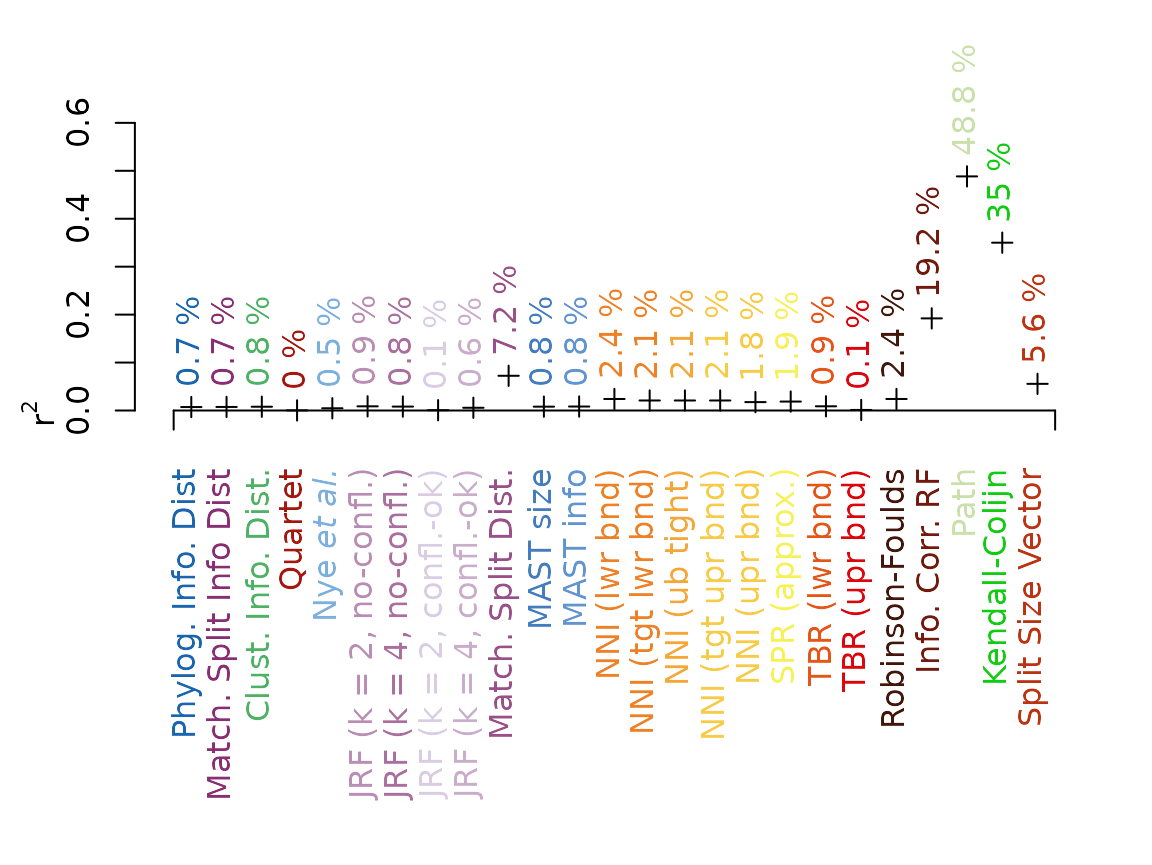 r2
0.0 0.2 0.4 0.6
0.7 %
0.7 %
0.8 %
0 %
0.5 %
0.9 %
0.8 %
0.1 %
0.6 %
7.2 %
0.8 %
0.8 %
2.4 %
2.1 %
2.1 %
2.1 %
1.8 %
1.9 %
0.9 %
0.1 %
2.4 %
19.2 %
48.8 %
35 %
5.6 %
Phylog. Info. Dist
Match. Split Info Dist
Clust. Info. Dist.
Quartet
Nye et al.
JRF (k = 2, no-confl.)
JRF (k = 4, no-confl.)
JRF (k = 2, confl.-ok)
JRF (k = 4, confl.-ok)
Match. Split Dist.
MAST size
MAST info
NNI (lwr bnd)
NNI (tgt lwr bnd)
NNI (ub tight)
NNI (tgt upr bnd)
NNI (upr bnd)
SPR (approx.)
TBR (lwr bnd)
TBR (upr bnd)
Robinson-Foulds
Info. Corr. RF
Path
Kendall-Colijn
Split Size Vector